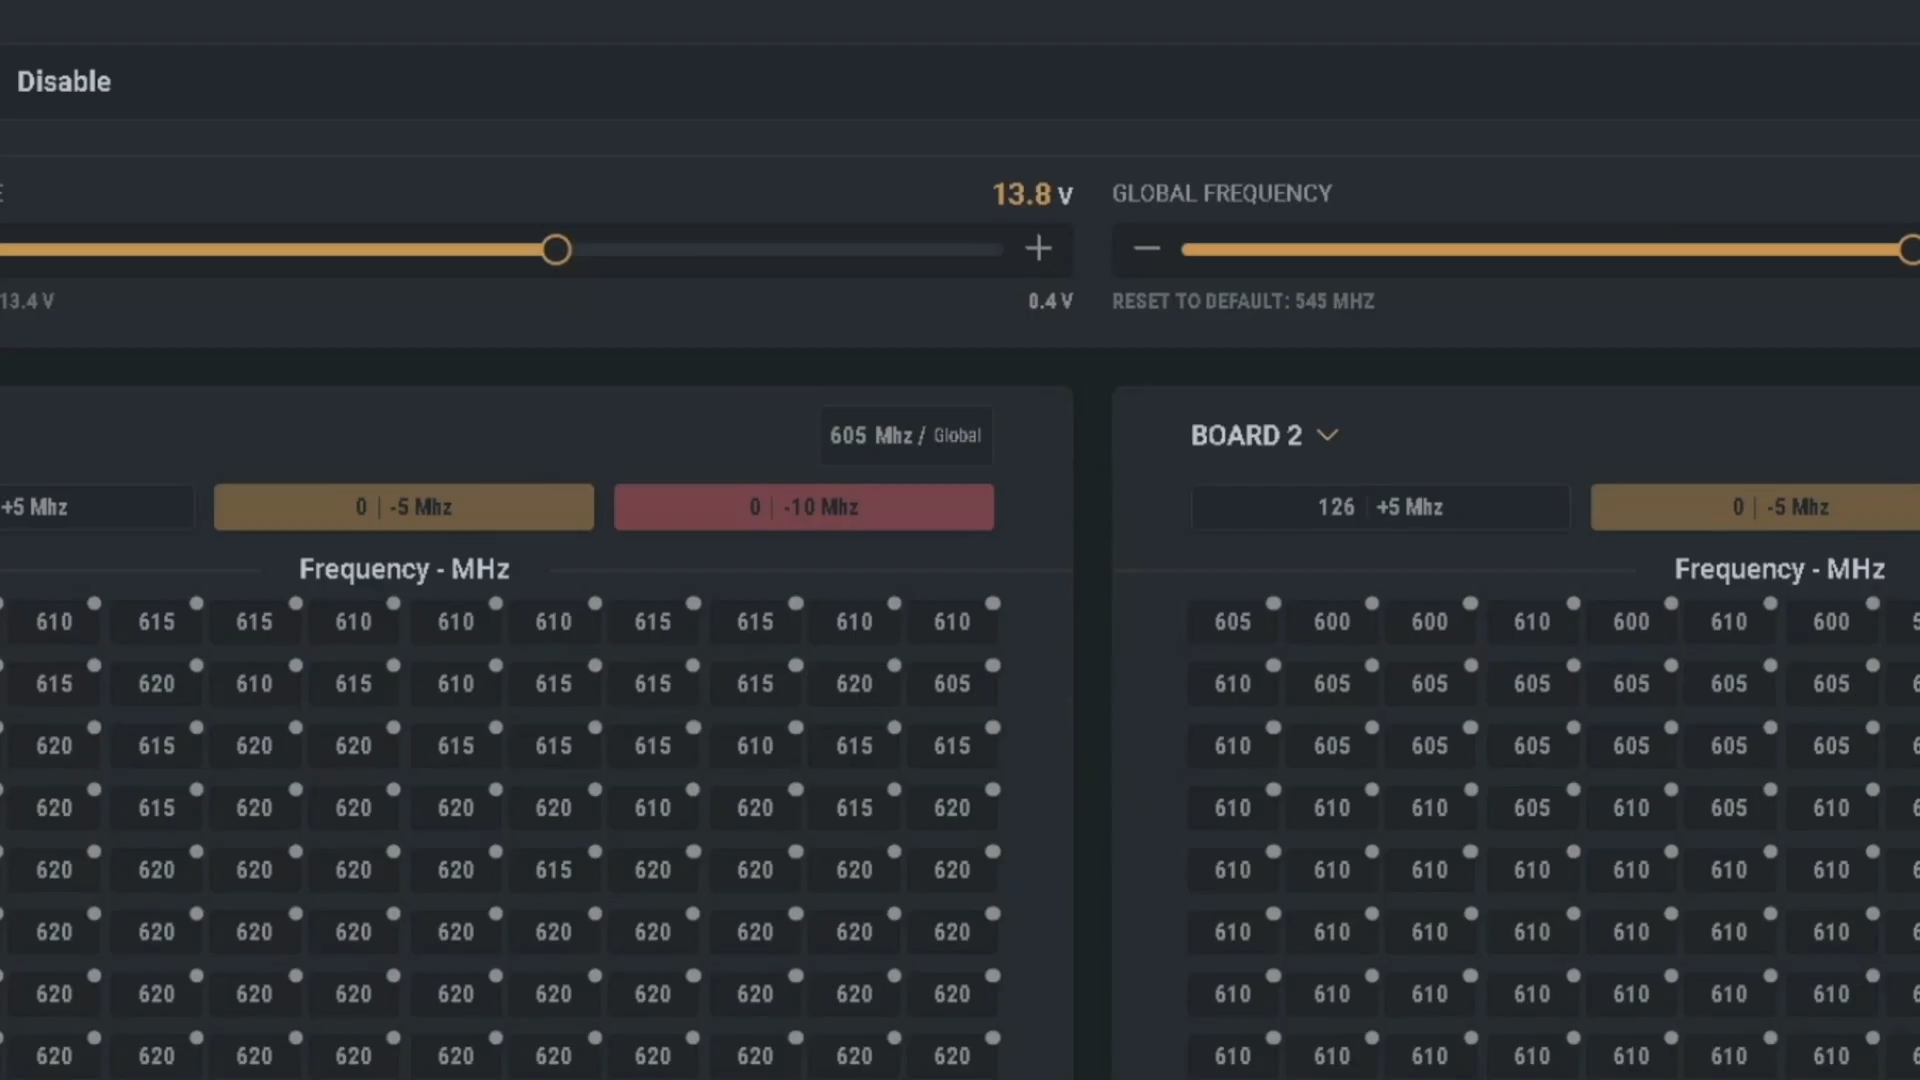 Disable
13.8 V
13.4 V
0.4 V
GLOBAL FREQUENCY
RESET TO DEFAULT: 545 MHZ
605 Mhz / Global
+5 Mhz
0 | -5 Mhz
0 | -10 Mhz
Frequency - MHz
610 615 615 610 610 610 615 615 610 610
615 620 610 615 610 615 615 615 620 605
620 615 620 620 615 615 615 610 615 615
620 615 620 620 620 620 610 620 615 620
620 620 620 620 620 615 620 620 620 620
620 620 620 620 620 620 620 620 620 620
620 620 620 620 620 620 620 620 620 620
620 620 620 620 620 620 620 620 620 620
BOARD 2
126 | +5 Mhz
0 | -5 Mhz
Frequency - MHz
605 600 600 610 600 610 600
610 605 605 605 605 605 605
610 605 605 605 605 605 605
610 610 610 605 610 605 610
610 610 610 610 610 610 610
610 610 610 610 610 610 610
610 610 610 610 610 610 610
610 610 610 610 610 610 610